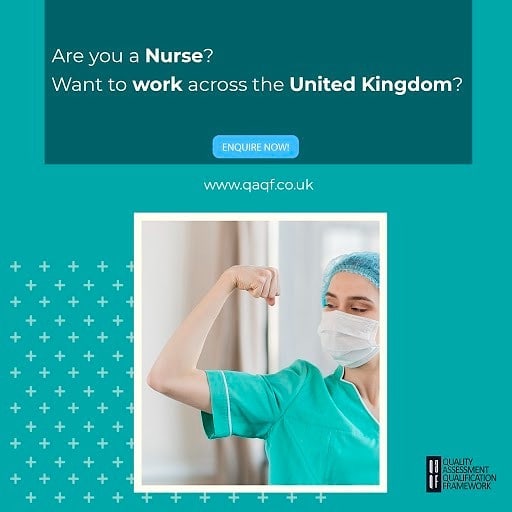 Are you a Nurse?
Want to work across the United Kingdom?
ENQUIRE NOW!
www.qaqf.co.uk
QUALITY
ASSESSMENT
QUALIFICATION
FRAMEWORK